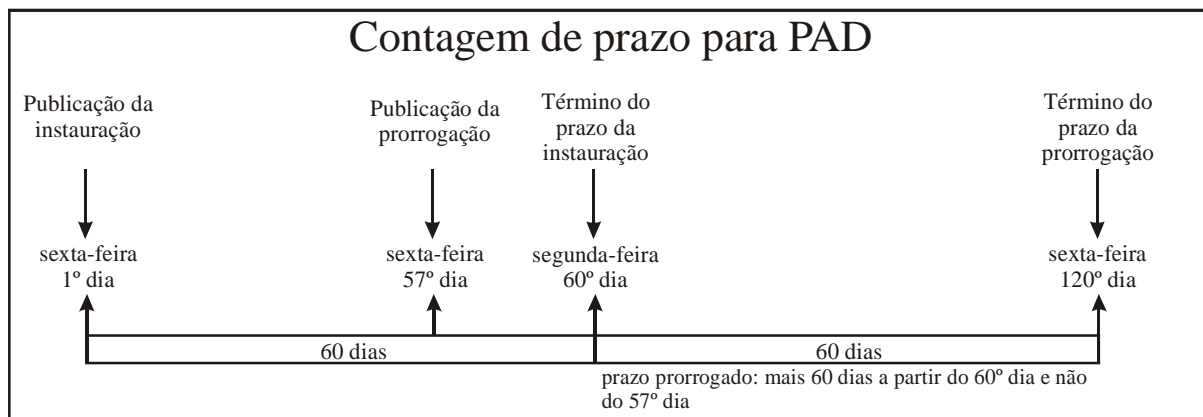 Contagem de prazo para PAD
Publicação da
instauração
Publicação da
prorrogação
Término do
prazo da
instauração
Término do
prazo da
prorrogação
sexta-feira
1º dia
sexta-feira
57º dia
segunda-feira
60º dia
sexta-feira
120º dia
60 dias
60 dias
prazo prorrogado: mais 60 dias a partir do 60º dia e não
do 57º dia